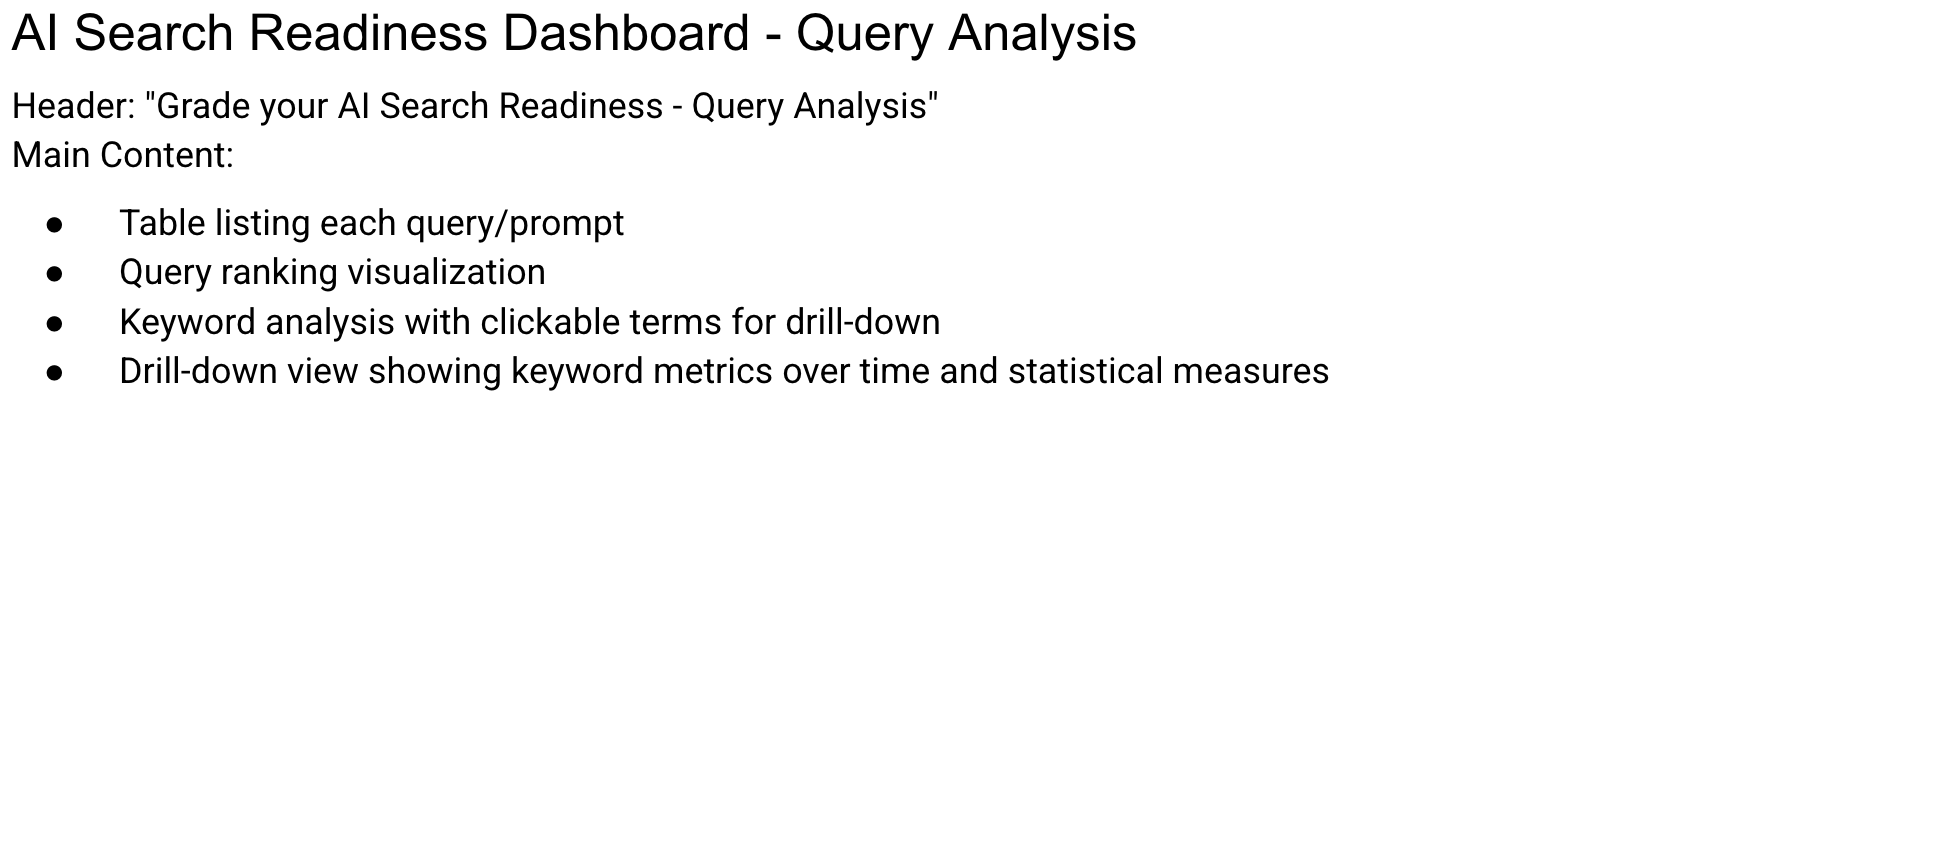 AI Search Readiness Dashboard - Query Analysis
Header: "Grade your AI Search Readiness - Query Analysis"
Main Content:
● Table listing each query/prompt
● Query ranking visualization
● Keyword analysis with clickable terms for drill-down
● Drill-down view showing keyword metrics over time and statistical measures